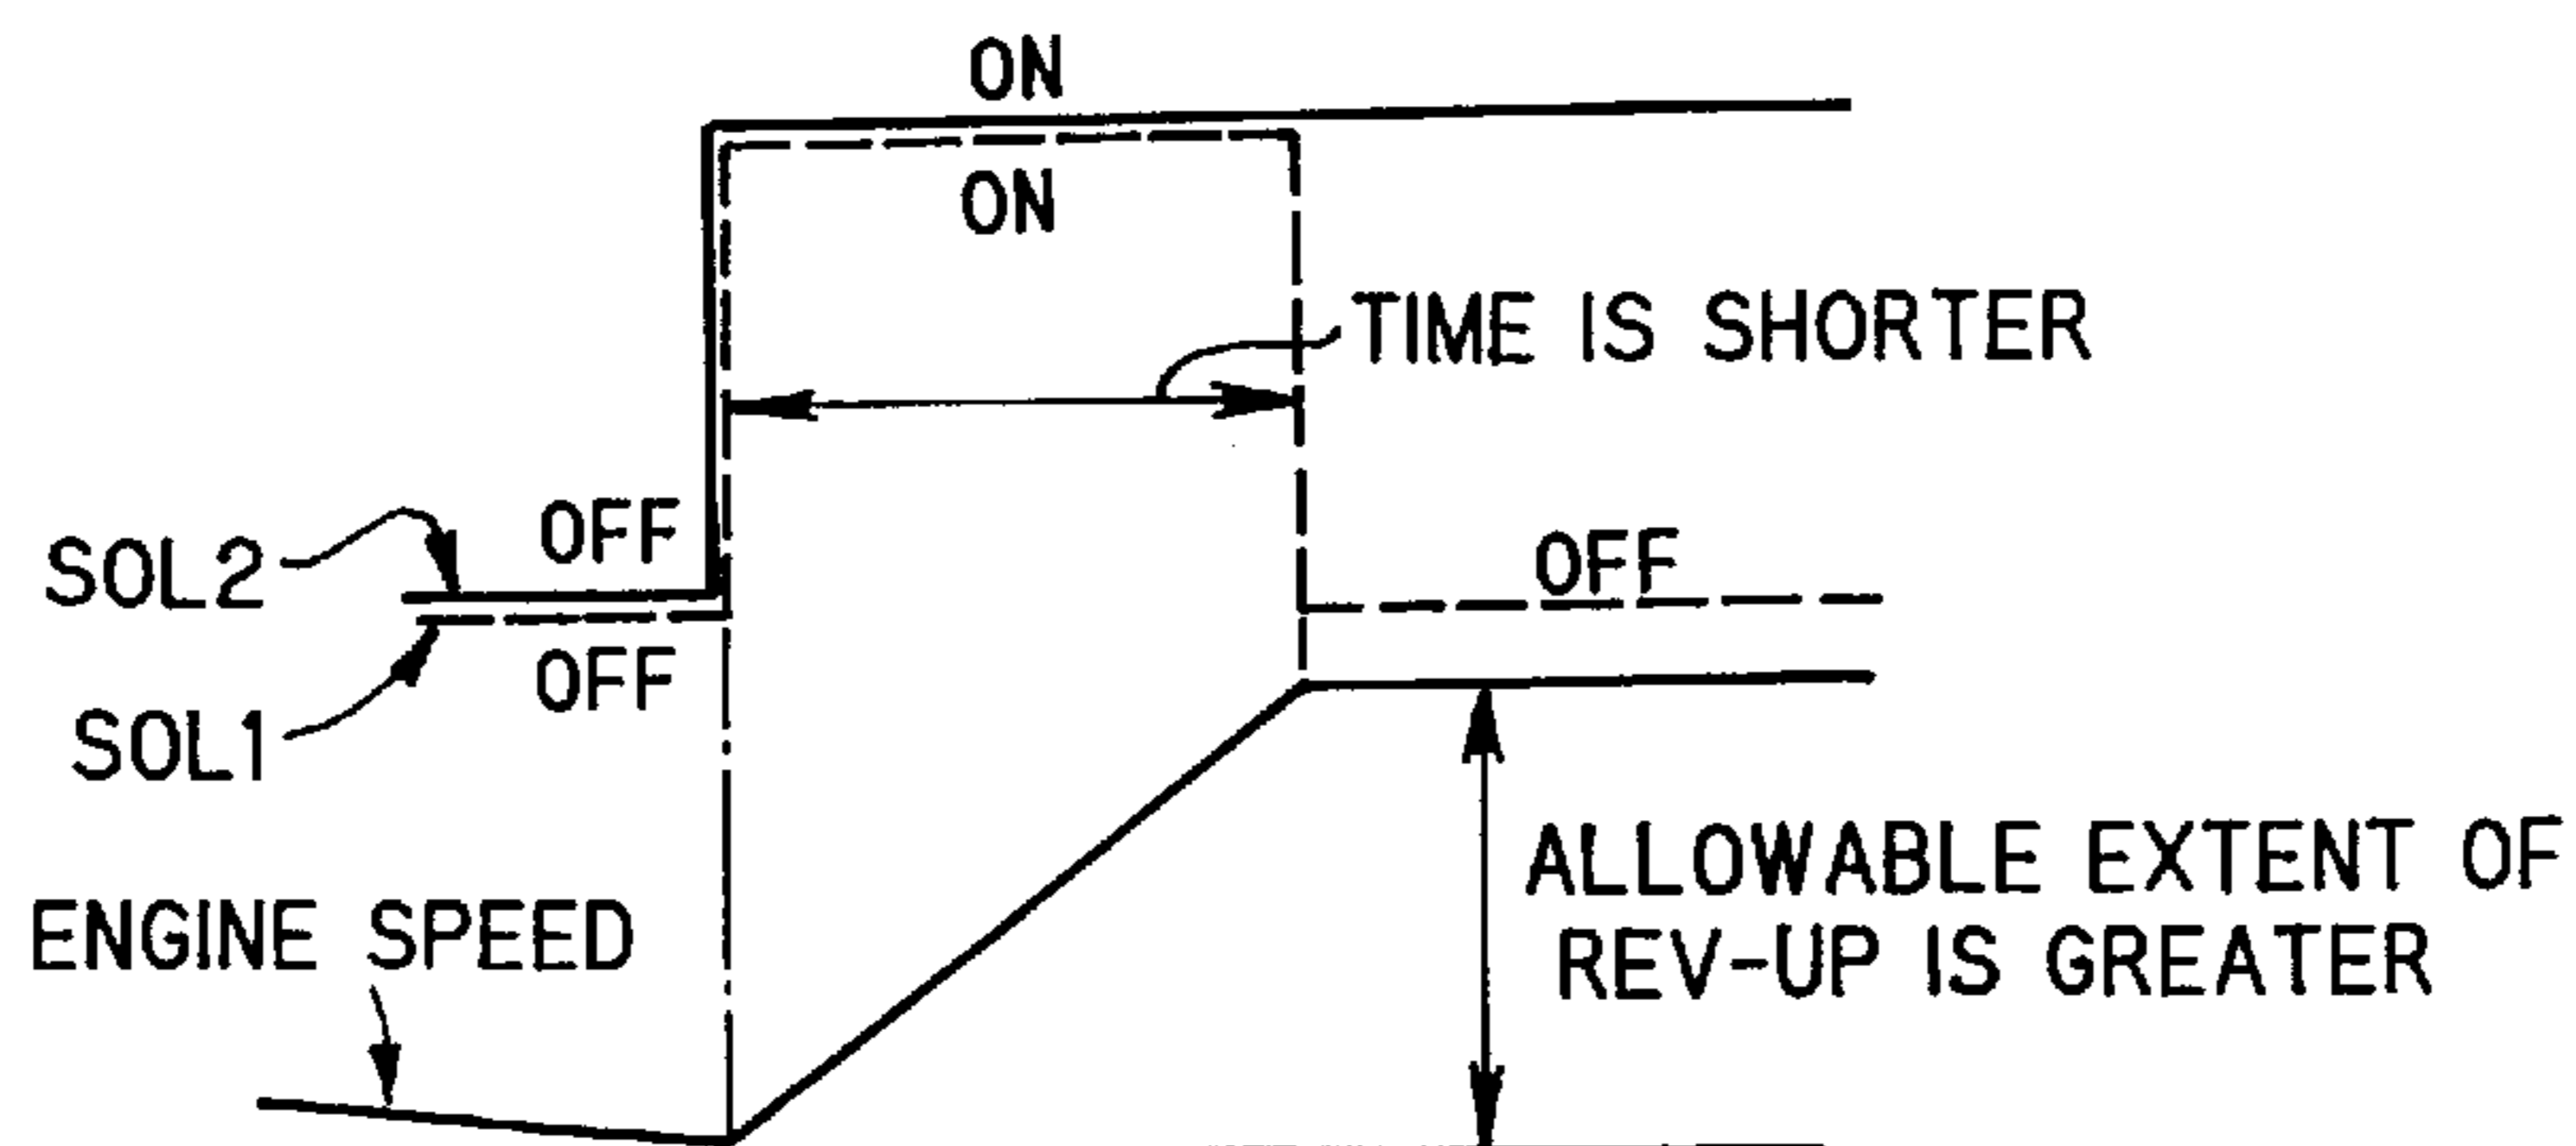 ON
ON
TIME IS SHORTER
SOL2
OFF
OFF
OFF
SOL1
ENGINE SPEED
ALLOWABLE EXTENT OF
REV-UP IS GREATER